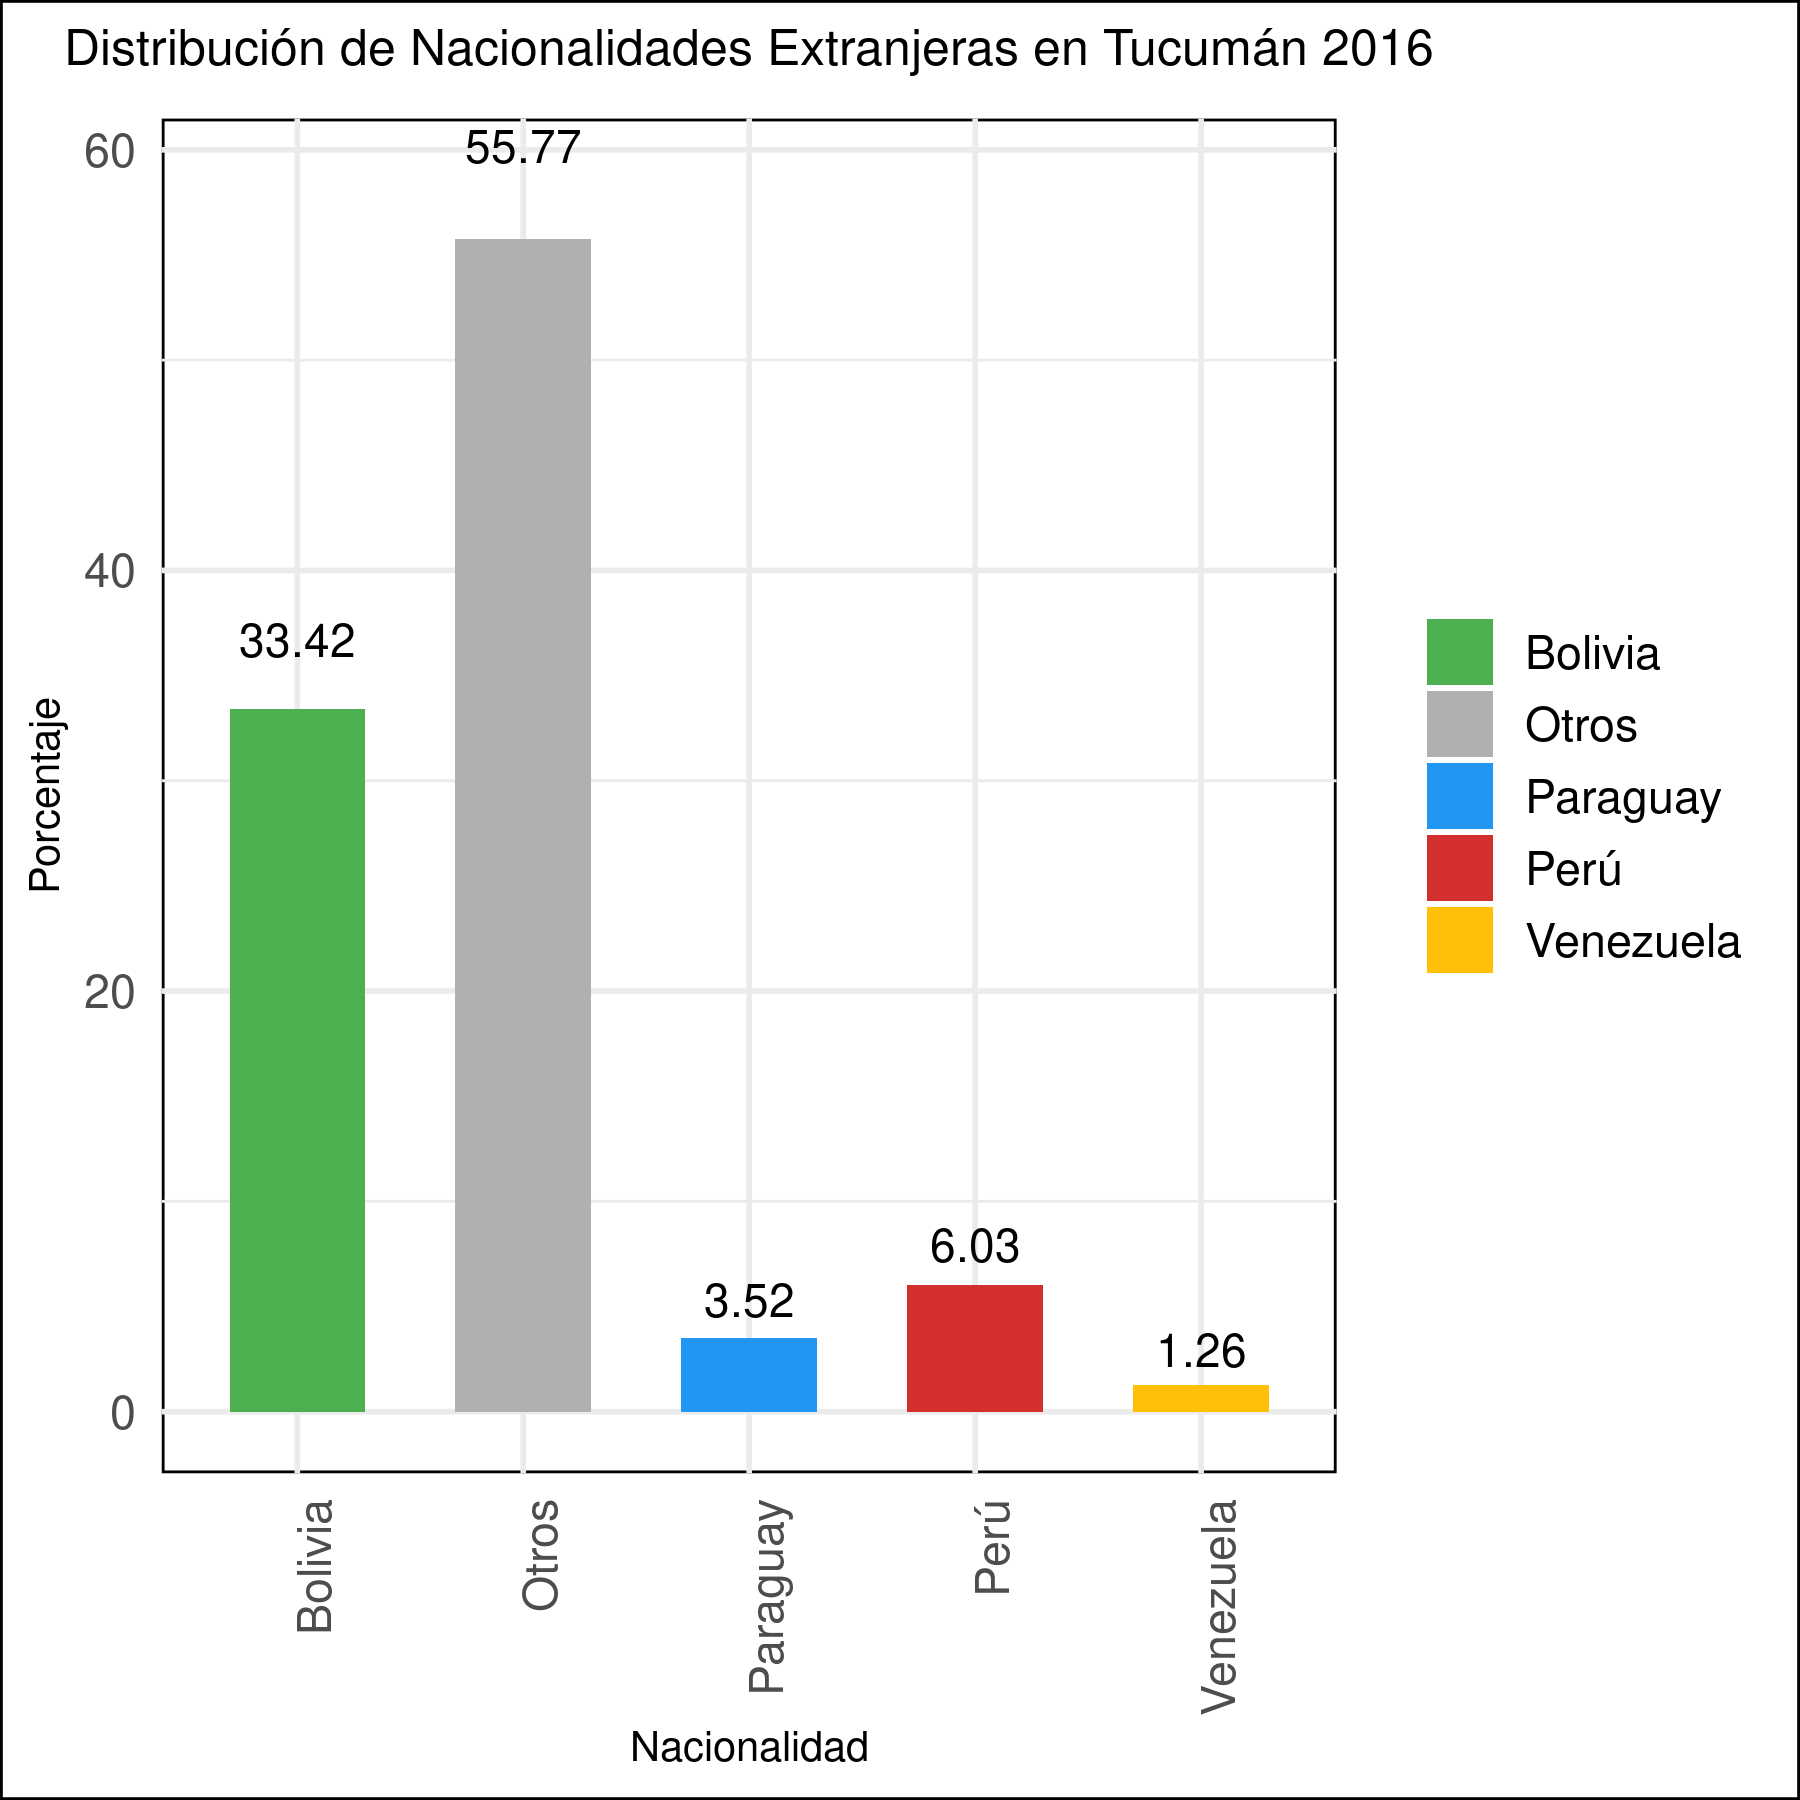 Distribución de Nacionalidades Extranjeras en Tucumán 2016
60
40
20
0
Porcentaje
33.42
55.77
3.52
6.03
1.26
Bolivia
Otros
Paraguay
Perú
Venezuela
Nacionalidad
Bolivia
Otros
Paraguay
Perú
Venezuela